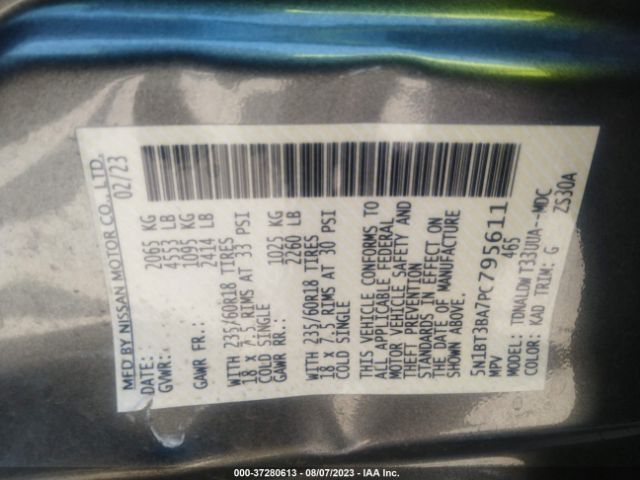 MFD BY NISSAN MOTOR CO., LTD.
DATE: 02/23
GVWR: 2065 KG
4553 LB
GAWR FR.: 1095 KG
2414 LB
WITH 235/60R18 TIRES
18 x 7.5 RIMS AT 33 PSI
COLD SINGLE
GAWR RR.: 1025 KG
2260 LB
WITH 235/60R18 TIRES
18 x 7.5 RIMS AT 30 PSI
COLD SINGLE
THIS VEHICLE CONFORMS TO
ALL APPLICABLE FEDERAL
MOTOR VEHICLE SAFETY AND
THEFT PREVENTION
STANDARDS IN EFFECT ON
THE DATE OF MANUFACTURE
SHOWN ABOVE.
5N1BT3BA7PC795611
MPV 465
MODEL: TDNALDW T33UUA--MDC
COLOR: KAD TRIM: G ZS30A
000-37280613 - 08/07/2023 - IAA Inc.